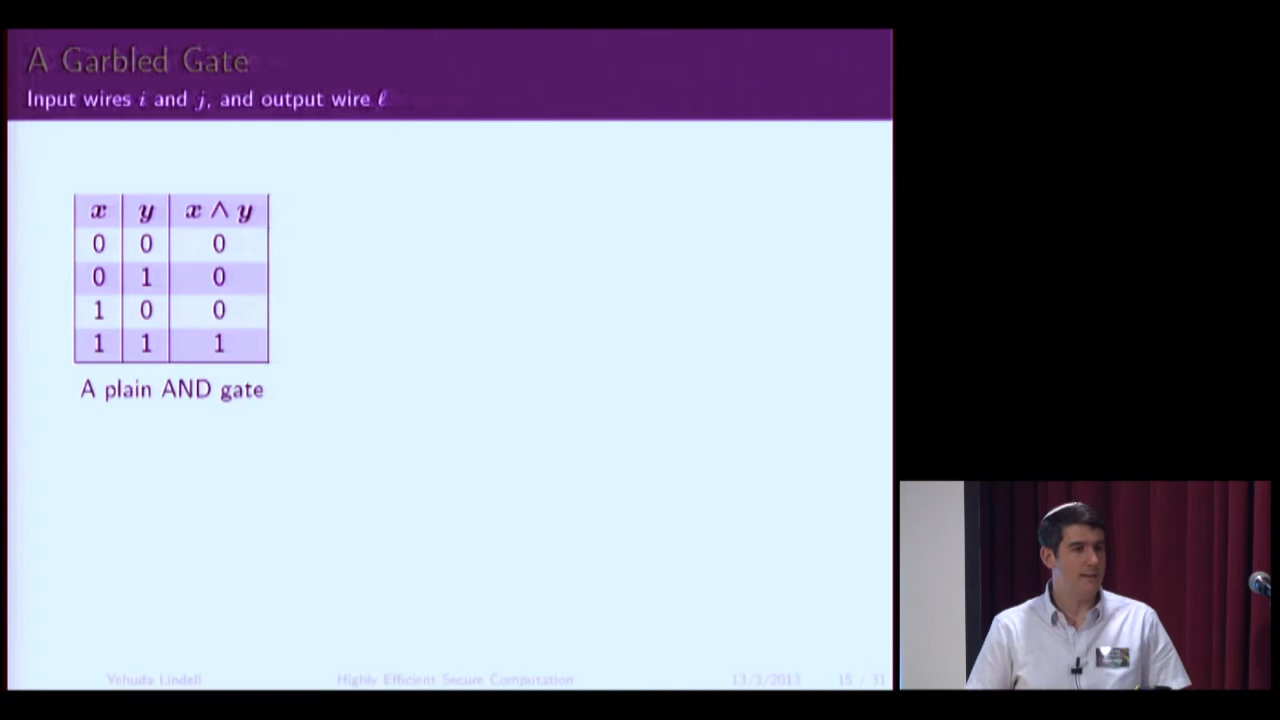 A Garbled Gate
Input wires i and j, and output wire ℓ
x y x ∧ y
0 0 0
0 1 0
1 0 0
1 1 1
A plain AND gate
Yehuda Lindell Highly Efficient Secure Computation 13/3/2013 15 / 31